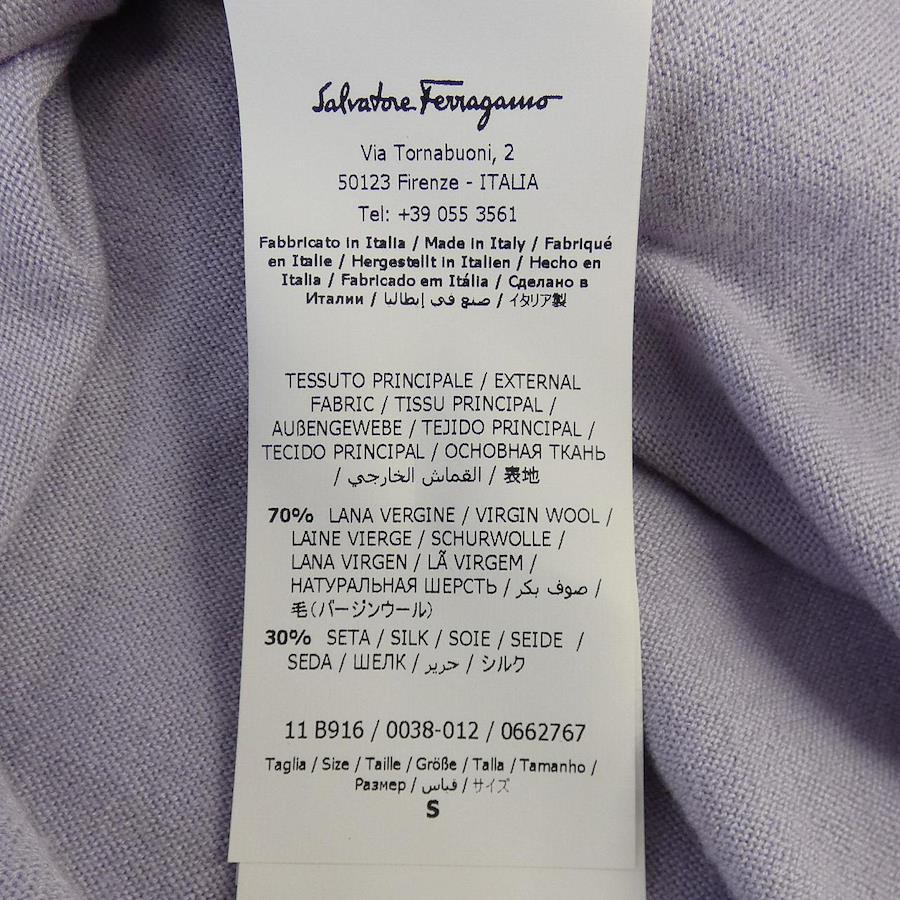 Salvatore Ferragamo
Via Tornabuoni, 2
50123 Firenze - ITALIA
Tel: +39 055 3561
Fabbricato in Italia / Made in Italy / Fabriqué
en Italie / Hergestellt in Italien / Hecho en
Italia / Fabricado em Itália / Сделано в
Италии / صنع في إيطاليا / イタリア製
TESSUTO PRINCIPALE / EXTERNAL
FABRIC / TISSU PRINCIPAL /
AUßENGEWEBE / TEJIDO PRINCIPAL /
TECIDO PRINCIPAL / ОСНОВНАЯ ТКАНЬ
/ القماش الخارجي / 表地
70% LANA VERGINE / VIRGIN WOOL /
LAINE VIERGE / SCHURWOLLE /
LANA VIRGEN / LÃ VIRGEM /
НАТУРАЛЬНАЯ ШЕРСТЬ / صوف بكر /
毛(バージンウール)
30% SETA / SILK / SOIE / SEIDE /
SEDA / ШЕЛК / حرير / シルク
11 B916 / 0038-012 / 0662767
Taglia / Size / Taille / Größe / Talla / Tamanho /
Размер / قياس / サイズ
S